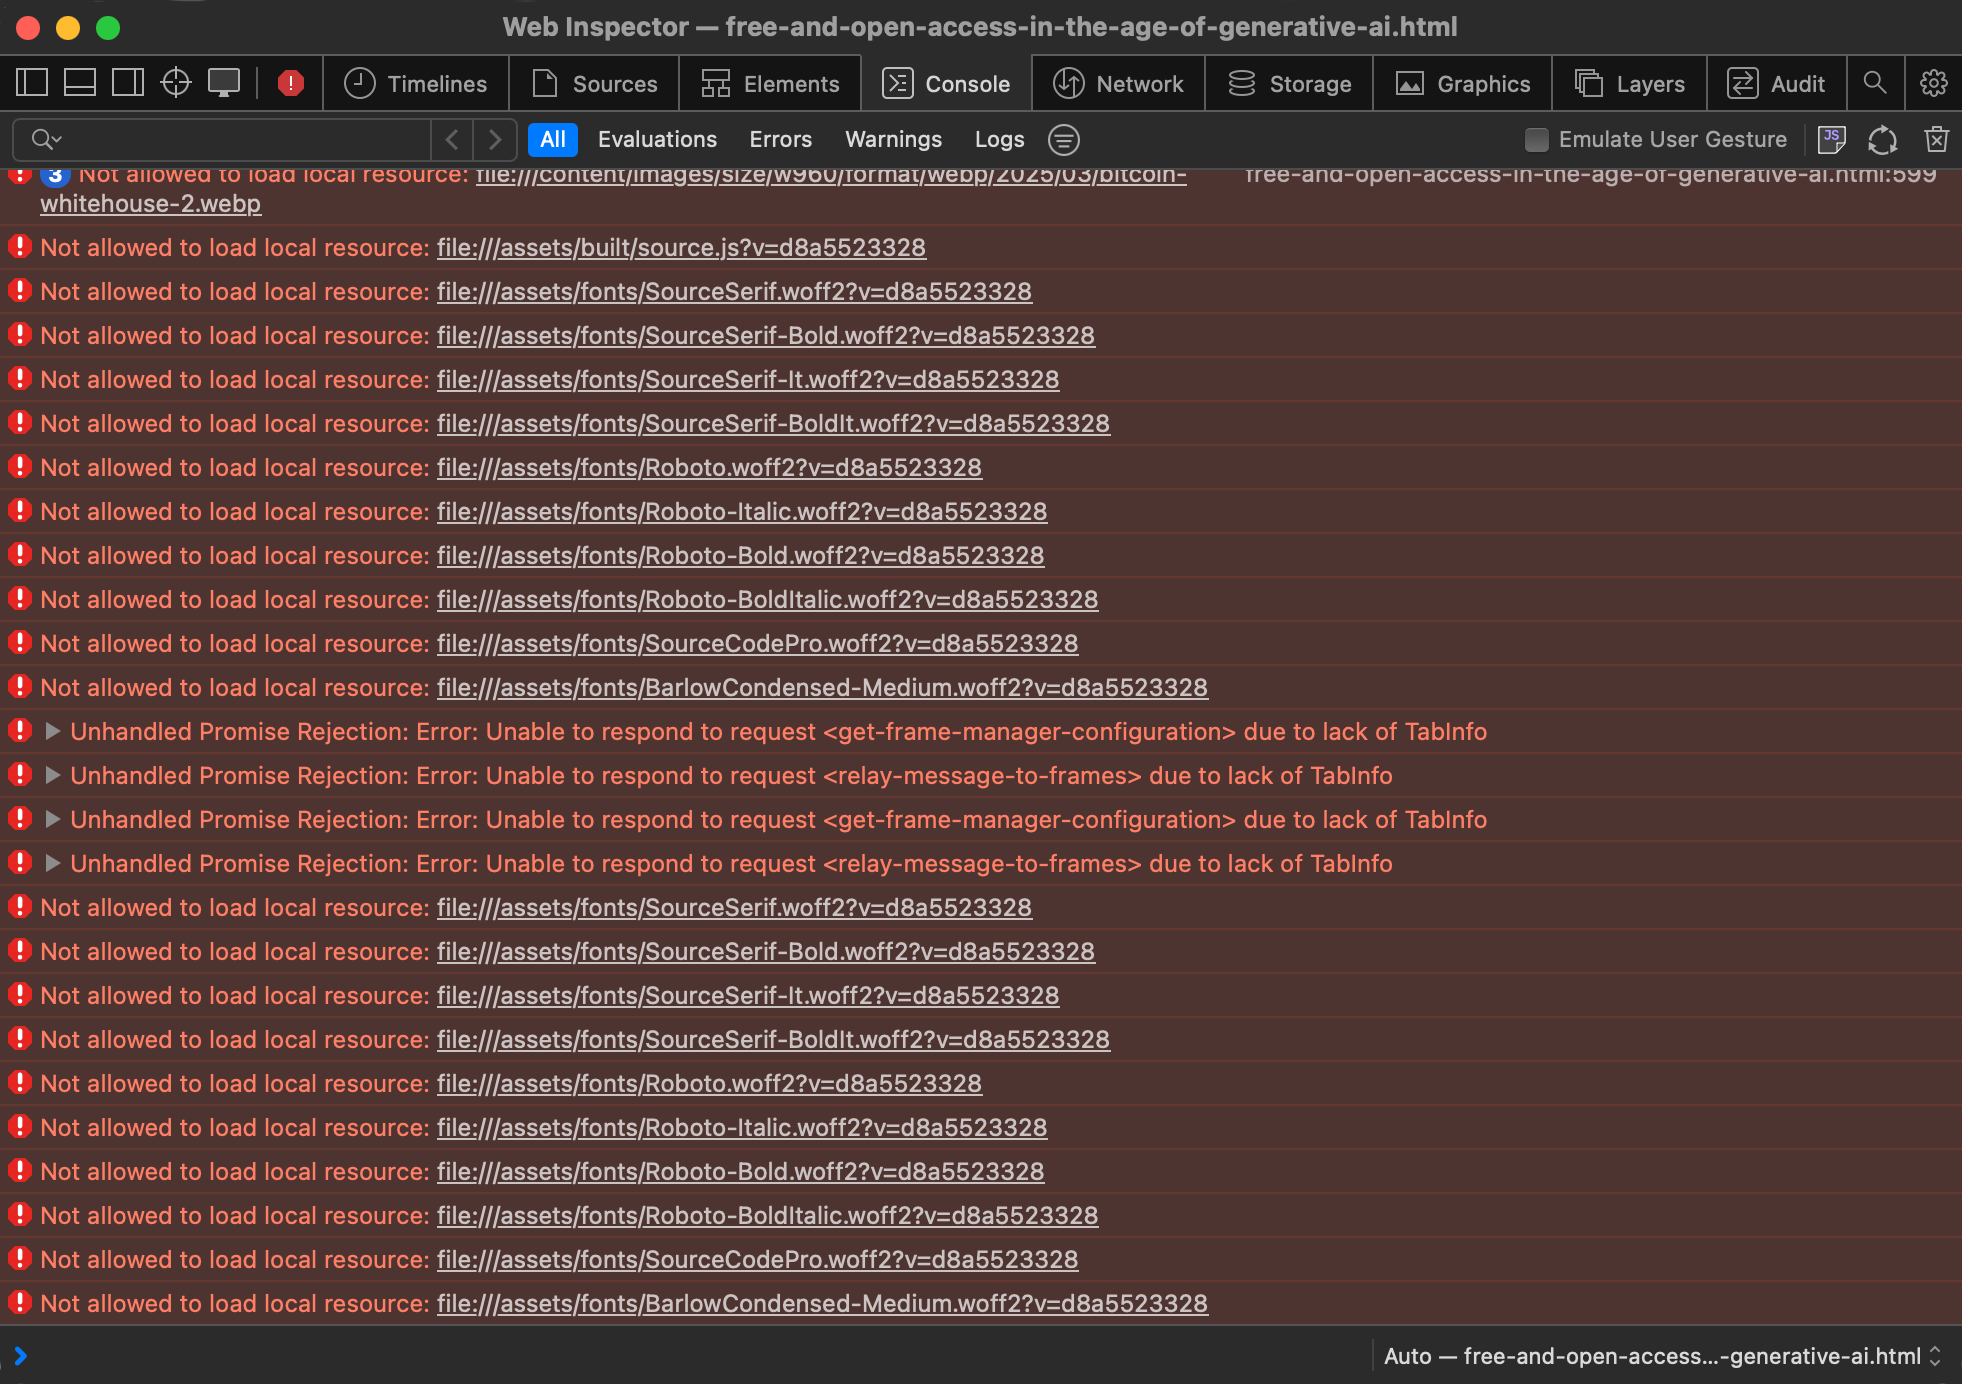 Web Inspector — free-and-open-access-in-the-age-of-generative-ai.html
Timelines Sources Elements Console Network Storage Graphics Layers Audit
All Evaluations Errors Warnings Logs Emulate User Gesture JS
3 Not allowed to load local resource: file:///content/images/size/w960/format/webp/2025/03/bitcoin- free-and-open-access-in-the-age-of-generative-ai.html:599
whitehouse-2.webp
Not allowed to load local resource: file:///assets/built/source.js?v=d8a5523328
Not allowed to load local resource: file:///assets/fonts/SourceSerif.woff2?v=d8a5523328
Not allowed to load local resource: file:///assets/fonts/SourceSerif-Bold.woff2?v=d8a5523328
Not allowed to load local resource: file:///assets/fonts/SourceSerif-It.woff2?v=d8a5523328
Not allowed to load local resource: file:///assets/fonts/SourceSerif-BoldIt.woff2?v=d8a5523328
Not allowed to load local resource: file:///assets/fonts/Roboto.woff2?v=d8a5523328
Not allowed to load local resource: file:///assets/fonts/Roboto-Italic.woff2?v=d8a5523328
Not allowed to load local resource: file:///assets/fonts/Roboto-Bold.woff2?v=d8a5523328
Not allowed to load local resource: file:///assets/fonts/Roboto-BoldItalic.woff2?v=d8a5523328
Not allowed to load local resource: file:///assets/fonts/SourceCodePro.woff2?v=d8a5523328
Not allowed to load local resource: file:///assets/fonts/BarlowCondensed-Medium.woff2?v=d8a5523328
Unhandled Promise Rejection: Error: Unable to respond to request <get-frame-manager-configuration> due to lack of TabInfo
Unhandled Promise Rejection: Error: Unable to respond to request <relay-message-to-frames> due to lack of TabInfo
Unhandled Promise Rejection: Error: Unable to respond to request <get-frame-manager-configuration> due to lack of TabInfo
Unhandled Promise Rejection: Error: Unable to respond to request <relay-message-to-frames> due to lack of TabInfo
Not allowed to load local resource: file:///assets/fonts/SourceSerif.woff2?v=d8a5523328
Not allowed to load local resource: file:///assets/fonts/SourceSerif-Bold.woff2?v=d8a5523328
Not allowed to load local resource: file:///assets/fonts/SourceSerif-It.woff2?v=d8a5523328
Not allowed to load local resource: file:///assets/fonts/SourceSerif-BoldIt.woff2?v=d8a5523328
Not allowed to load local resource: file:///assets/fonts/Roboto.woff2?v=d8a5523328
Not allowed to load local resource: file:///assets/fonts/Roboto-Italic.woff2?v=d8a5523328
Not allowed to load local resource: file:///assets/fonts/Roboto-Bold.woff2?v=d8a5523328
Not allowed to load local resource: file:///assets/fonts/Roboto-BoldItalic.woff2?v=d8a5523328
Not allowed to load local resource: file:///assets/fonts/SourceCodePro.woff2?v=d8a5523328
Not allowed to load local resource: file:///assets/fonts/BarlowCondensed-Medium.woff2?v=d8a5523328
Auto — free-and-open-access...-generative-ai.html